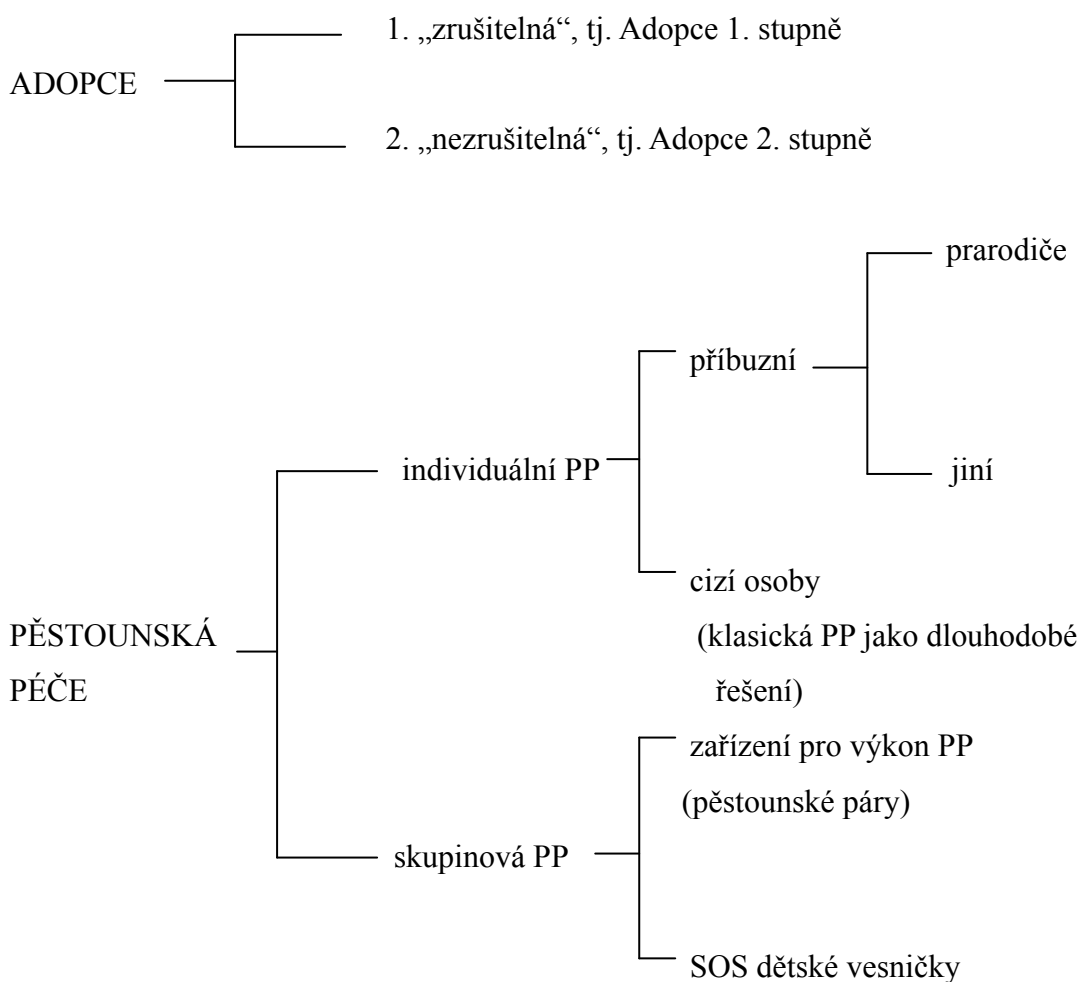 1. „zrušitelná“, tj. Adopce 1. stupně
ADOPCE
2. „nezrušitelná“, tj. Adopce 2. stupně
prarodiče
příbuzní
individuální PP
jiní
cizí osoby
(klasická PP jako dlouhodobé
řešení)
PĚSTOUNSKÁ
PÉČE
zařízení pro výkon PP
(pěstounské páry)
skupinová PP
SOS dětské vesničky